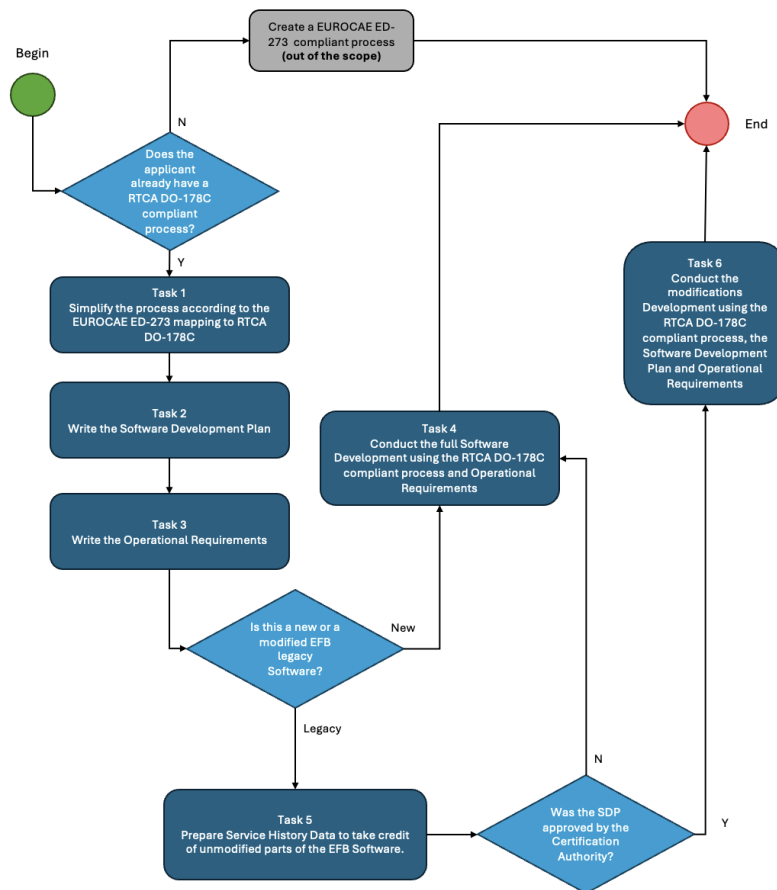 Create a EUROCAE ED-
273 compliant process
(out of the scope)
Begin
End
N
Does the
applicant
already have a
RTCA DO-178C
compliant
process?
Y
Task 1
Simplify the process according to the
EUROCAE ED-273 mapping to RTCA
DO-178C
Task 6
Conduct the
modifications
Development using the
RTCA DO-178C
compliant process, the
Software Development
Plan and Operational
Requirements
Task 2
Write the Software Development Plan
Task 4
Conduct the full Software
Development using the RTCA DO-178C
compliant process and Operational
Requirements
Task 3
Write the Operational Requirements
Is this a new or a
modified EFB
legacy
Software?
New
Legacy
Task 5
Prepare Service History Data to take credit
of unmodified parts of the EFB Software.
N
Was the SDP
approved by the
Certification
Authority?
Y